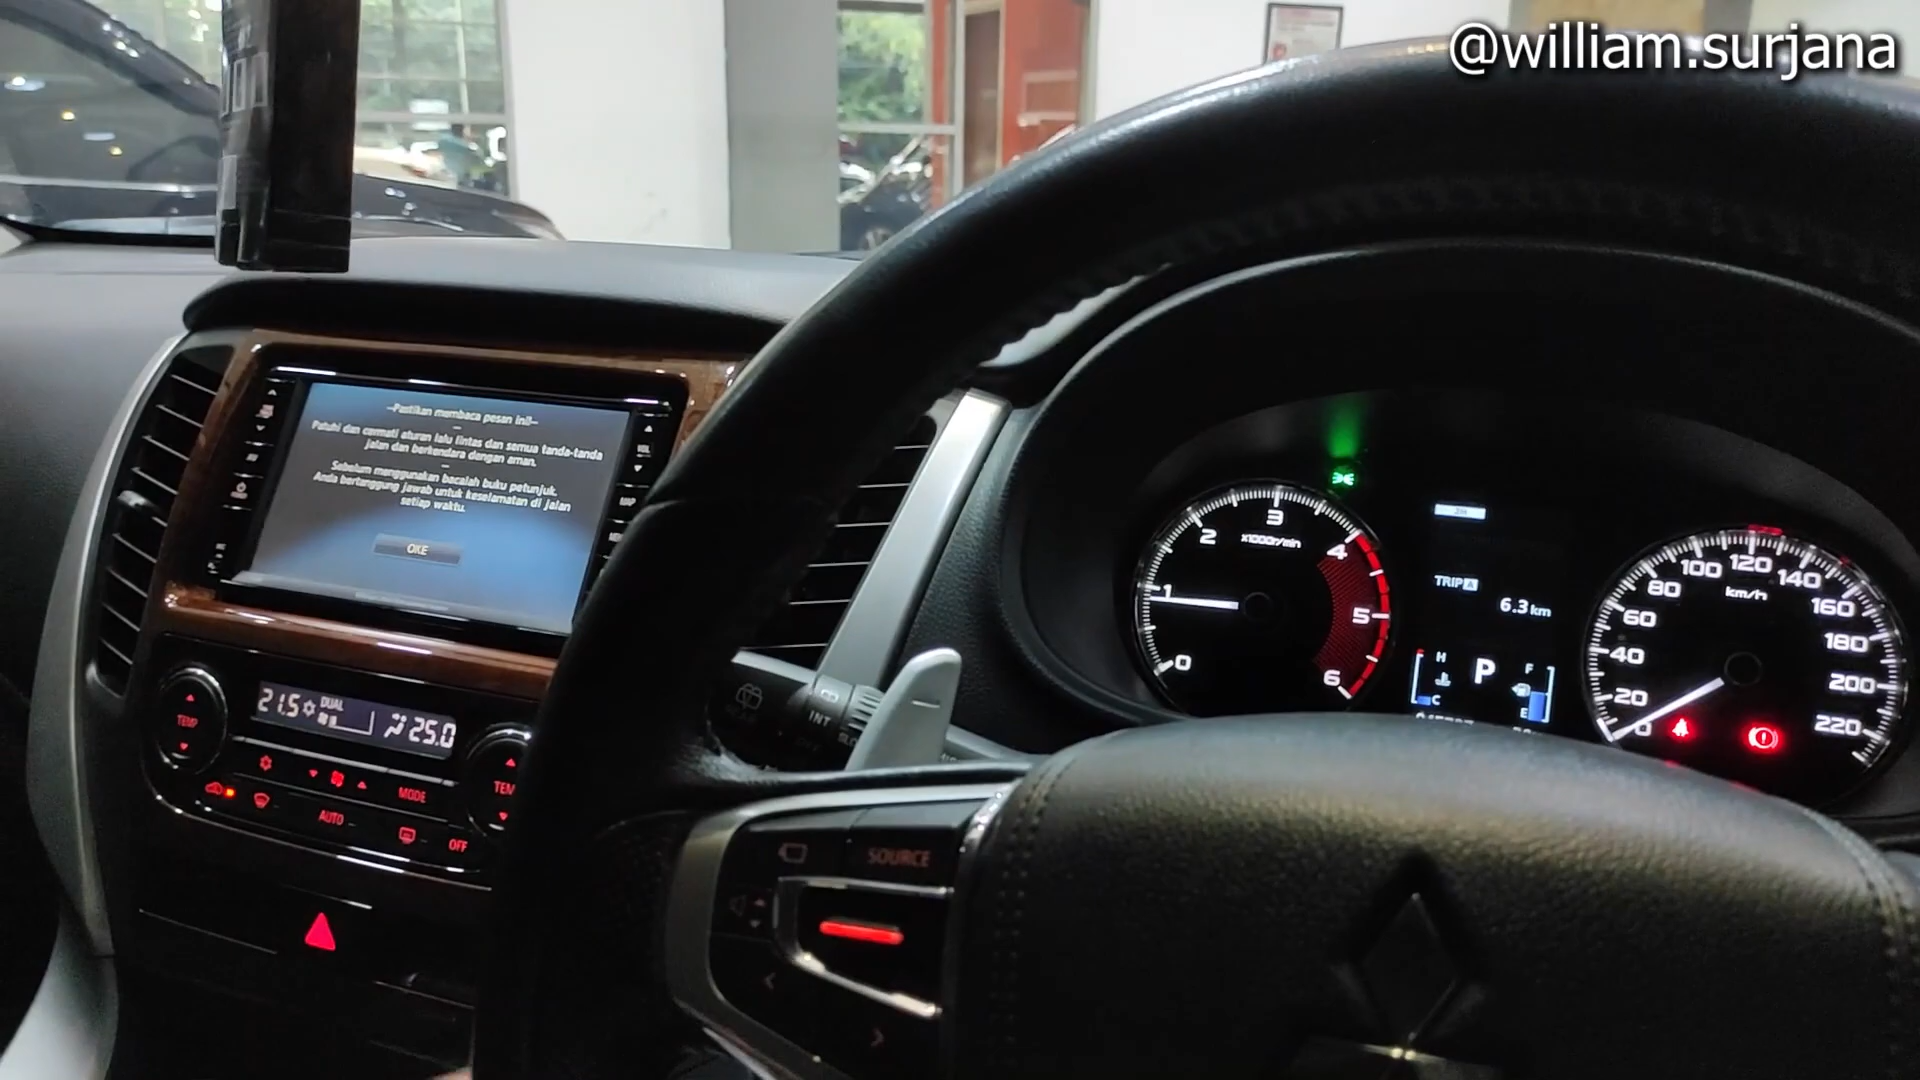 @william.surjana
--Pastikan membaca pesan ini!--
Patuhi dan cermati aturan lalu lintas dan semua tanda-tanda
jalan dan berkendara dengan aman.
Sebelum menggunakan bacalah buku petunjuk.
Anda bertanggung jawab untuk keselamatan di jalan
setiap waktu.
OKE
VOL
MAP
TEMP
21.5
DUAL
25.0
TEM
MODE
AUTO
OFF
INT
SOURCE
0
1
2
3
4
5
6
x1000r/min
TRIP A
6.3 km
H
C
P
F
E
0
20
40
60
80
100
120
140
160
180
200
220
km/h